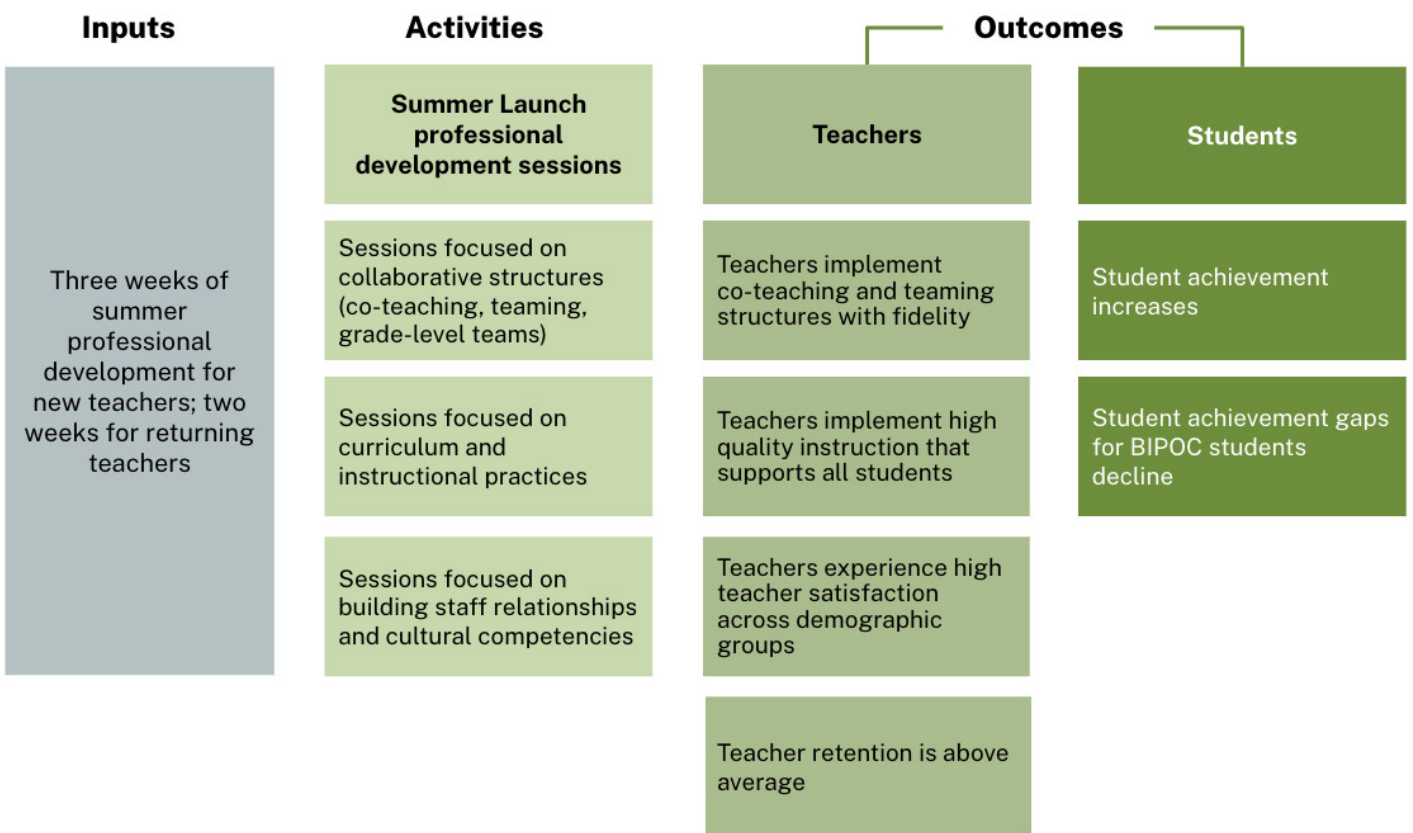 Inputs
Three weeks of
summer
professional
development for
new teachers; two
weeks for returning
teachers
Activities
Summer Launch
professional
development sessions
Sessions focused on
collaborative structures
(co-teaching, teaming,
grade-level teams)
Sessions focused on
curriculum and
instructional practices
Sessions focused on
building staff relationships
and cultural competencies
Outcomes
Teachers
Teachers implement
co-teaching and teaming
structures with fidelity
Teachers implement high
quality instruction that
supports all students
Teachers experience high
teacher satisfaction
across demographic
groups
Teacher retention is above
average
Students
Student achievement
increases
Student achievement gaps
for BIPOC students
decline